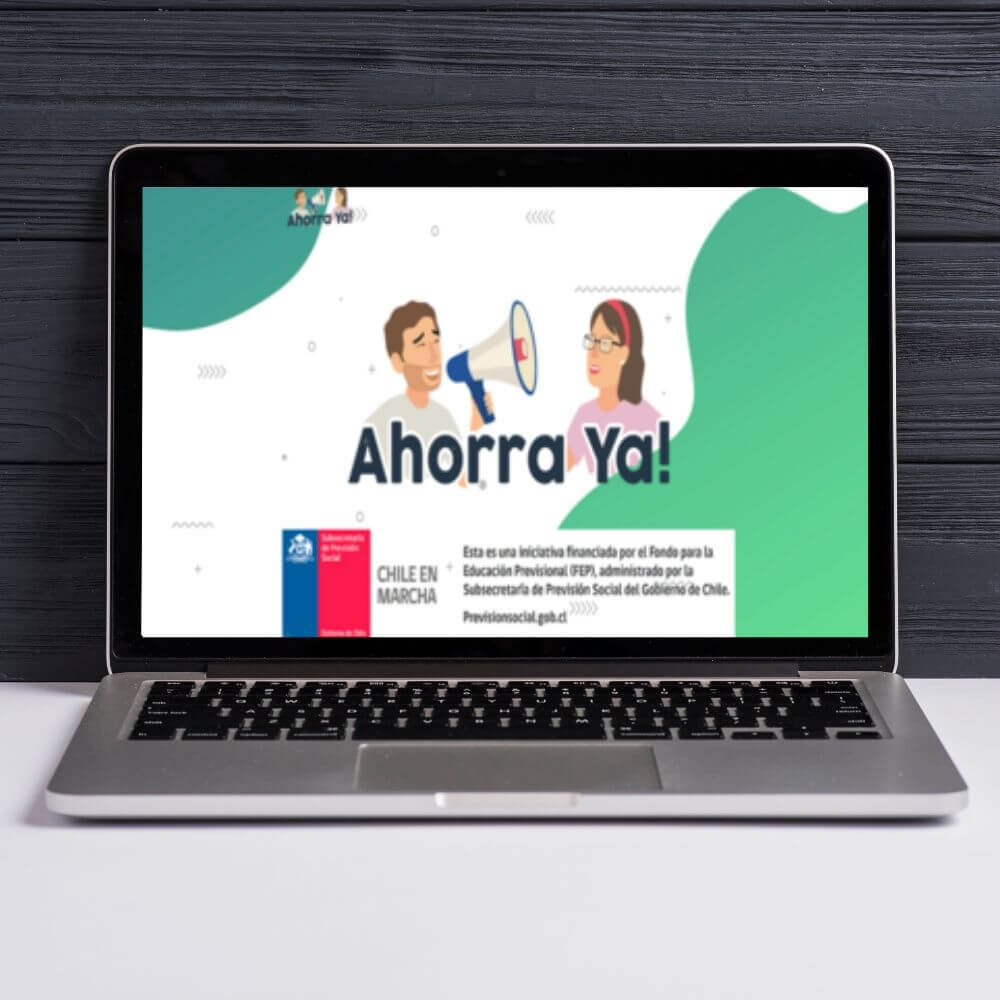 Ahorra Ya!
Ahorra Ya!
Subsecretaría
de Previsión
Social
CHILE EN
MARCHA
Gobierno de Chile
Esta es una iniciativa financiada por el Fondo para la
Educación Previsional (FEP), administrado por la
Subsecretaría de Previsión Social del Gobierno de Chile.
Previsionsocial.gob.cl